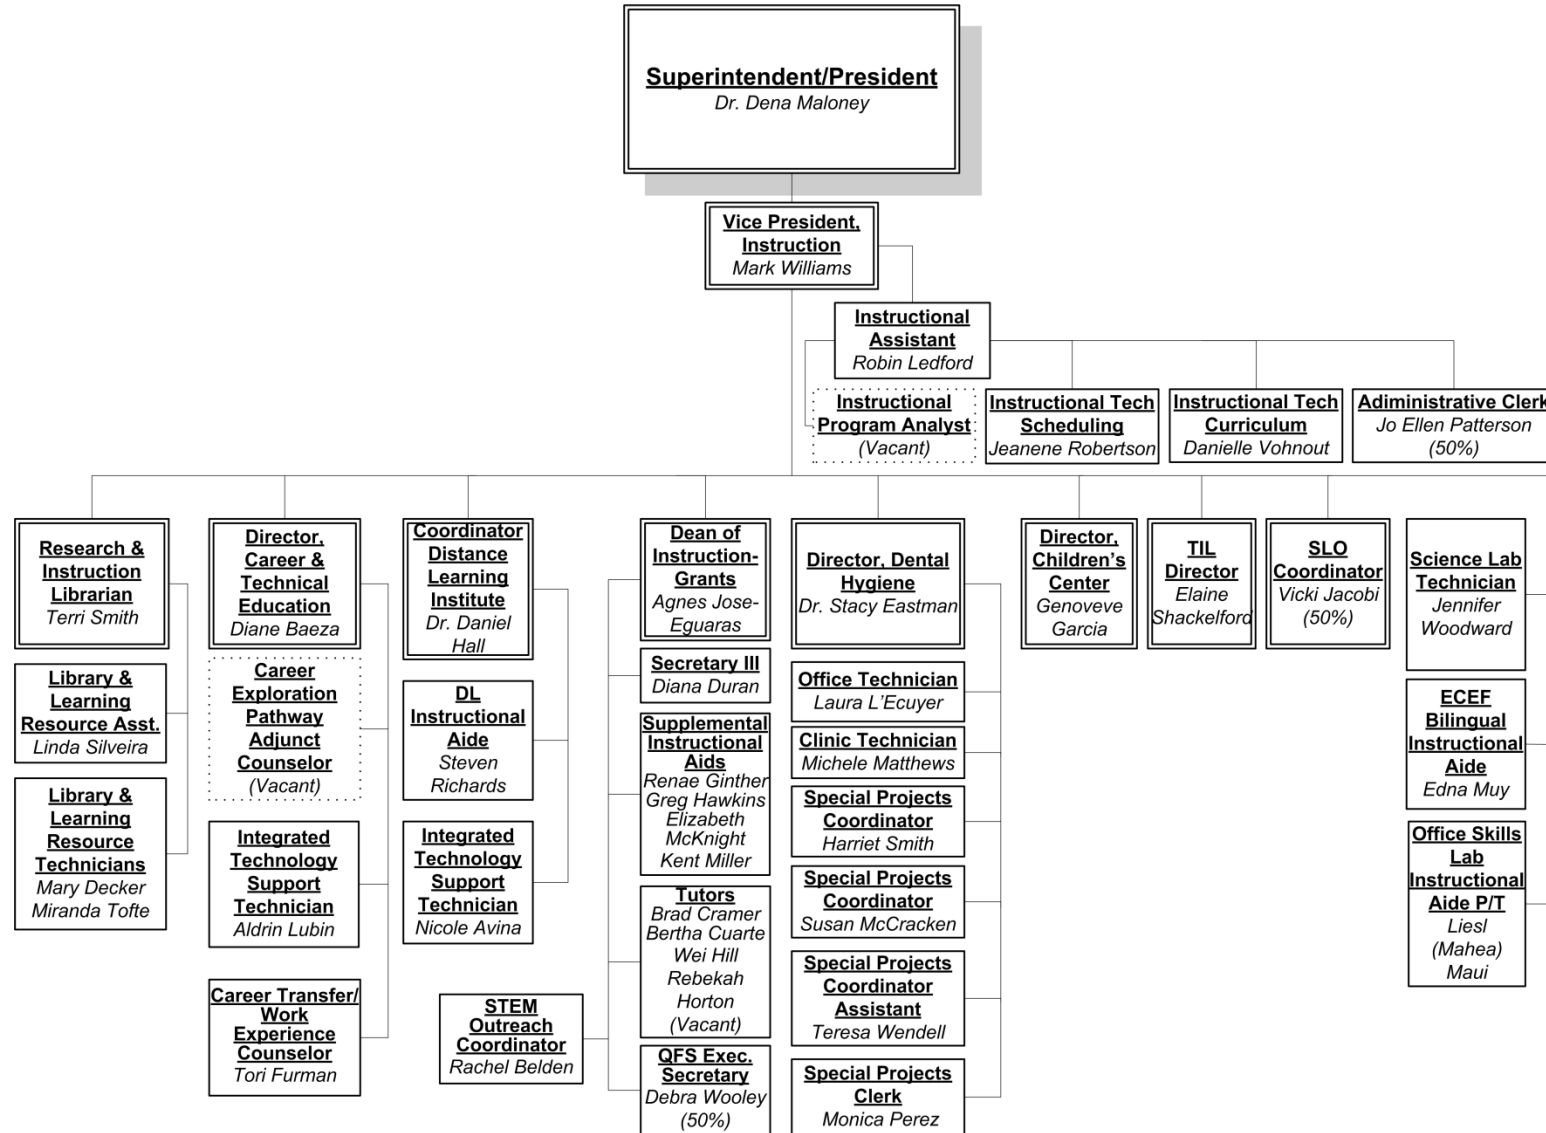 Superintendent/President
Dr. Dena Maloney
Vice President,
Instruction
Mark Williams
Instructional
Assistant
Robin Ledford
Instructional
Program Analyst
(Vacant)
Instructional Tech
Scheduling
Jeanene Robertson
Instructional Tech
Curriculum
Danielle Vohnout
Adiministrative Clerk
Jo Ellen Patterson
(50%)
Research &
Instruction
Librarian
Terri Smith
Library &
Learning
Resource Asst.
Linda Silveira
Library &
Learning
Resource
Technicians
Mary Decker
Miranda Tofte
Director,
Career &
Technical
Education
Diane Baeza
Career
Exploration
Pathway
Adjunct
Counselor
(Vacant)
Integrated
Technology
Support
Technician
Aldrin Lubin
Career Transfer/
Work
Experience
Counselor
Tori Furman
Coordinator
Distance
Learning
Institute
Dr. Daniel
Hall
DL
Instructional
Aide
Steven
Richards
Integrated
Technology
Support
Technician
Nicole Avina
STEM
Outreach
Coordinator
Rachel Belden
Dean of
Instruction-
Grants
Agnes Jose-
Eguaras
Secretary III
Diana Duran
Supplemental
Instructional
Aids
Renae Ginther
Greg Hawkins
Elizabeth
McKnight
Kent Miller
Tutors
Brad Cramer
Bertha Cuarte
Wei Hill
Rebekah
Horton
(Vacant)
QFS Exec.
Secretary
Debra Wooley
(50%)
Director, Dental
Hygiene
Dr. Stacy Eastman
Office Technician
Laura L'Ecuyer
Clinic Technician
Michele Matthews
Special Projects
Coordinator
Harriet Smith
Special Projects
Coordinator
Susan McCracken
Special Projects
Coordinator
Assistant
Teresa Wendell
Special Projects
Clerk
Monica Perez
Director,
Children's
Center
Genoveve
Garcia
TIL
Director
Elaine
Shackelford
SLO
Coordinator
Vicki Jacobi
(50%)
Science Lab
Technician
Jennifer
Woodward
ECEF
Bilingual
Instructional
Aide
Edna Muy
Office Skills
Lab
Instructional
Aide P/T
Liesl
(Mahea)
Maui